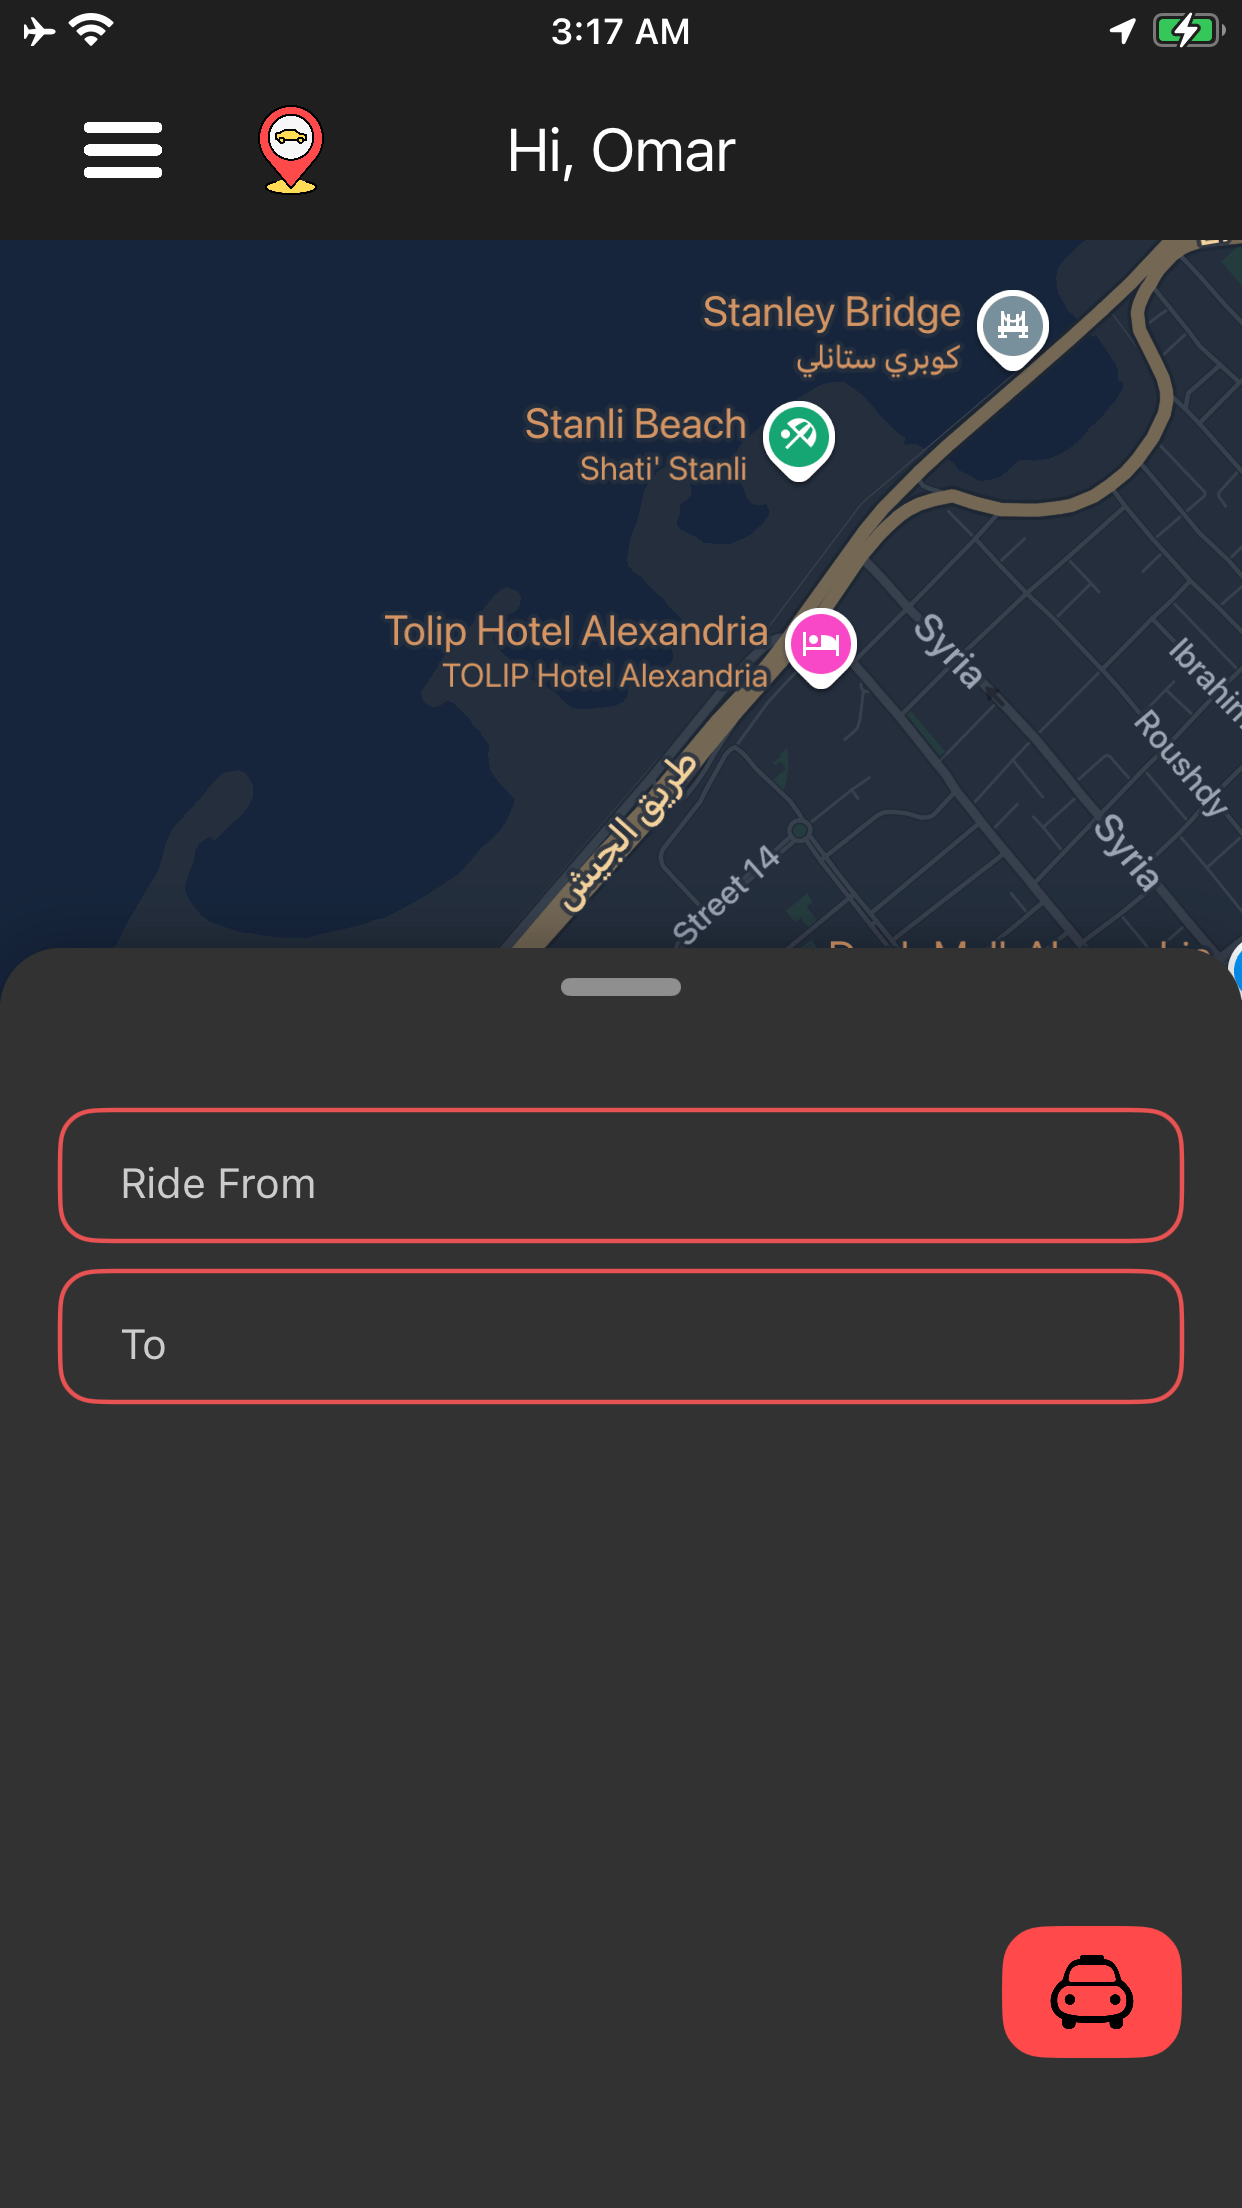 3:17 AM
Hi, Omar
Stanley Bridge
كوبري ستانلي
Stanli Beach
Shati' Stanli
Tolip Hotel Alexandria
TOLIP Hotel Alexandria
Syria
Ibrahim
Roushdy
طريق الجيش
Syria
Street 14
Ride From
To